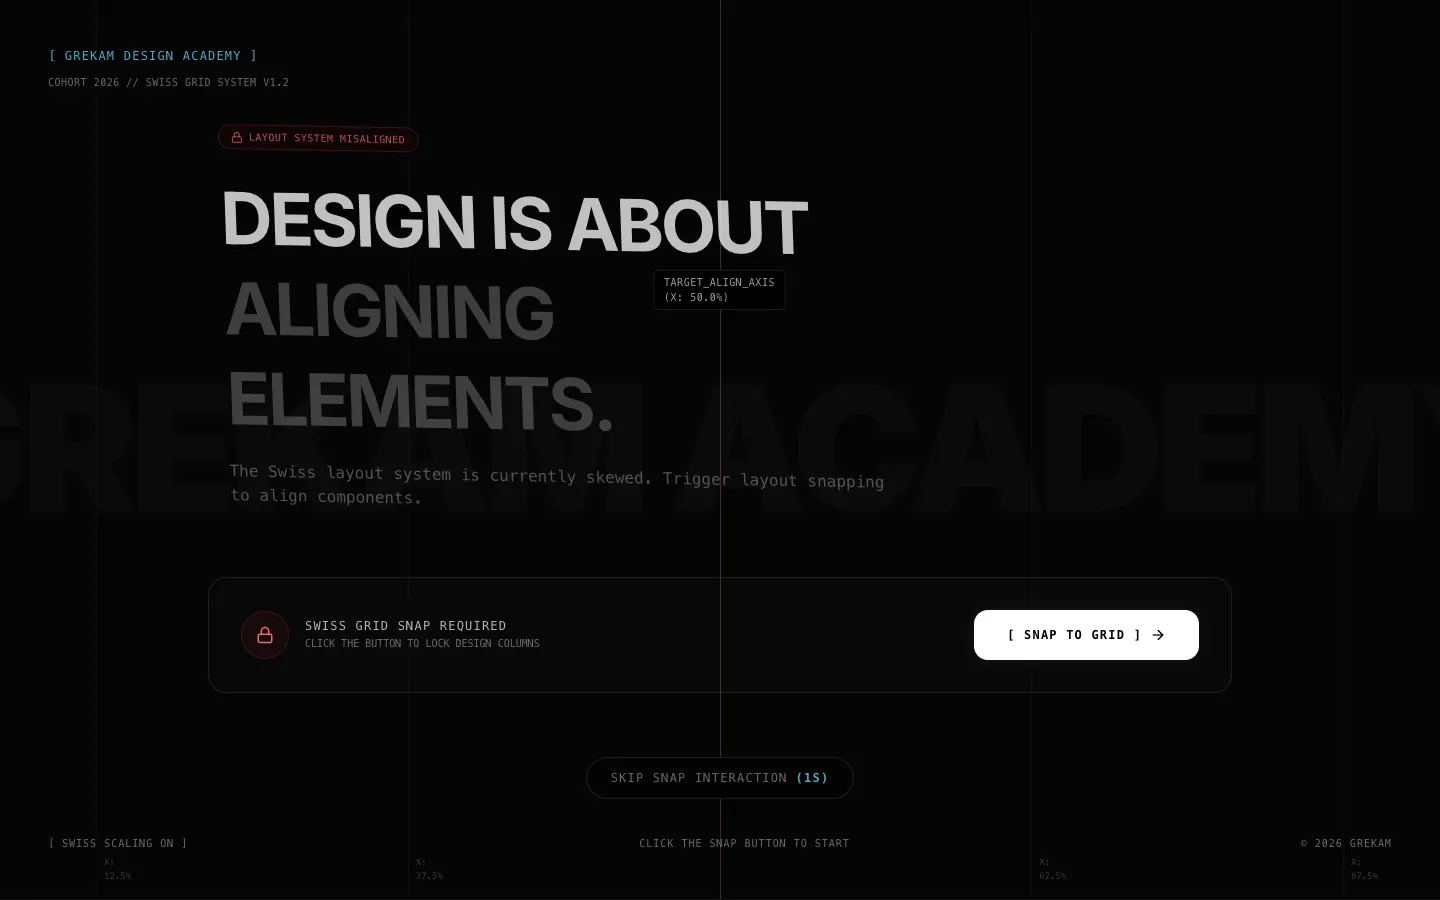 [ GREKAM DESIGN ACADEMY ]
COHORT 2026 // SWISS GRID SYSTEM V1.2
LAYOUT SYSTEM MISALIGNED
DESIGN IS ABOUT
TARGET_ALIGN_AXIS
(X: 50.0%)
ALIGNING
ELEMENTS.
GREKAM ACADEMY
The Swiss layout system is currently skewed. Trigger layout snapping
to align components.
SWISS GRID SNAP REQUIRED
CLICK THE BUTTON TO LOCK DESIGN COLUMNS
[ SNAP TO GRID ] →
SKIP SNAP INTERACTION (1S)
[ SWISS SCALING ON ]
CLICK THE SNAP BUTTON TO START
© 2026 GREKAM
X:
12.5%
X:
37.5%
X:
62.5%
X:
87.5%